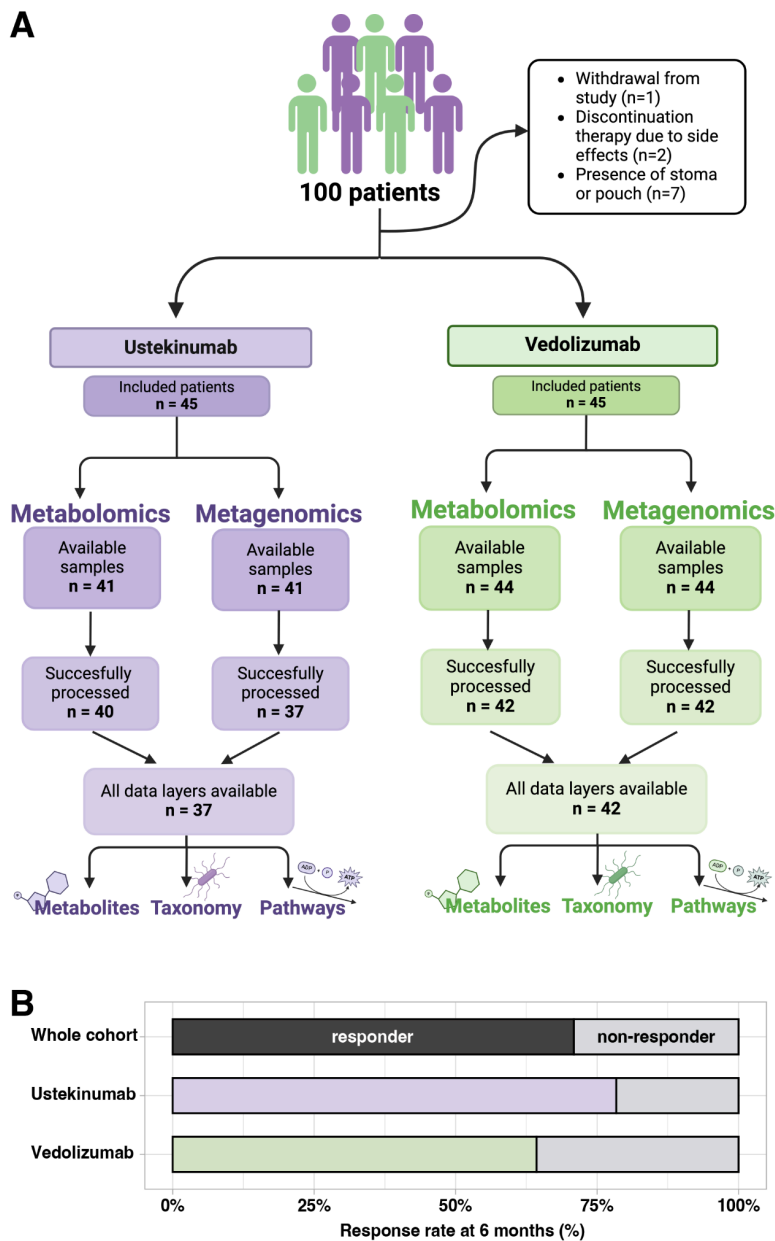 A
100 patients
• Withdrawal from
study (n=1)
• Discontinuation
therapy due to side
effects (n=2)
• Presence of stoma
or pouch (n=7)
Ustekinumab
Included patients
n = 45
Metabolomics
Available
samples
n = 41
Succesfully
processed
n = 40
Metagenomics
Available
samples
n = 41
Succesfully
processed
n = 37
All data layers available
n = 37
ADP + P
ATP
Metabolites
Taxonomy
Pathways
Vedolizumab
Included patients
n = 45
Metabolomics
Available
samples
n = 44
Succesfully
processed
n = 42
Metagenomics
Available
samples
n = 44
Succesfully
processed
n = 42
All data layers available
n = 42
ADP + P
ATP
Metabolites
Taxonomy
Pathways
B
Whole cohort
responder
non-responder
Ustekinumab
Vedolizumab
0%
25%
50%
75%
100%
Response rate at 6 months (%)